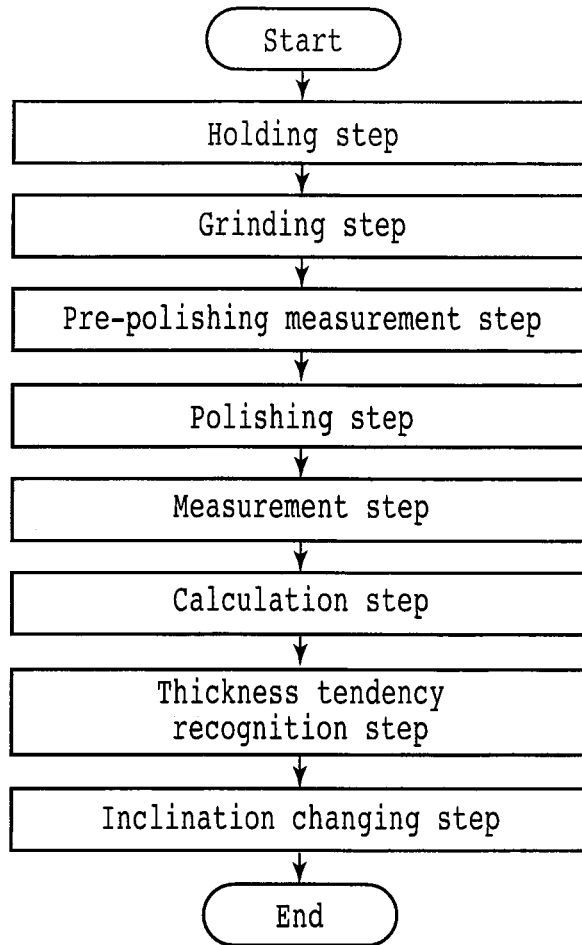 Start
Holding step
Grinding step
Pre-polishing measurement step
Polishing step
Measurement step
Calculation step
Thickness tendency
recognition step
Inclination changing step
End